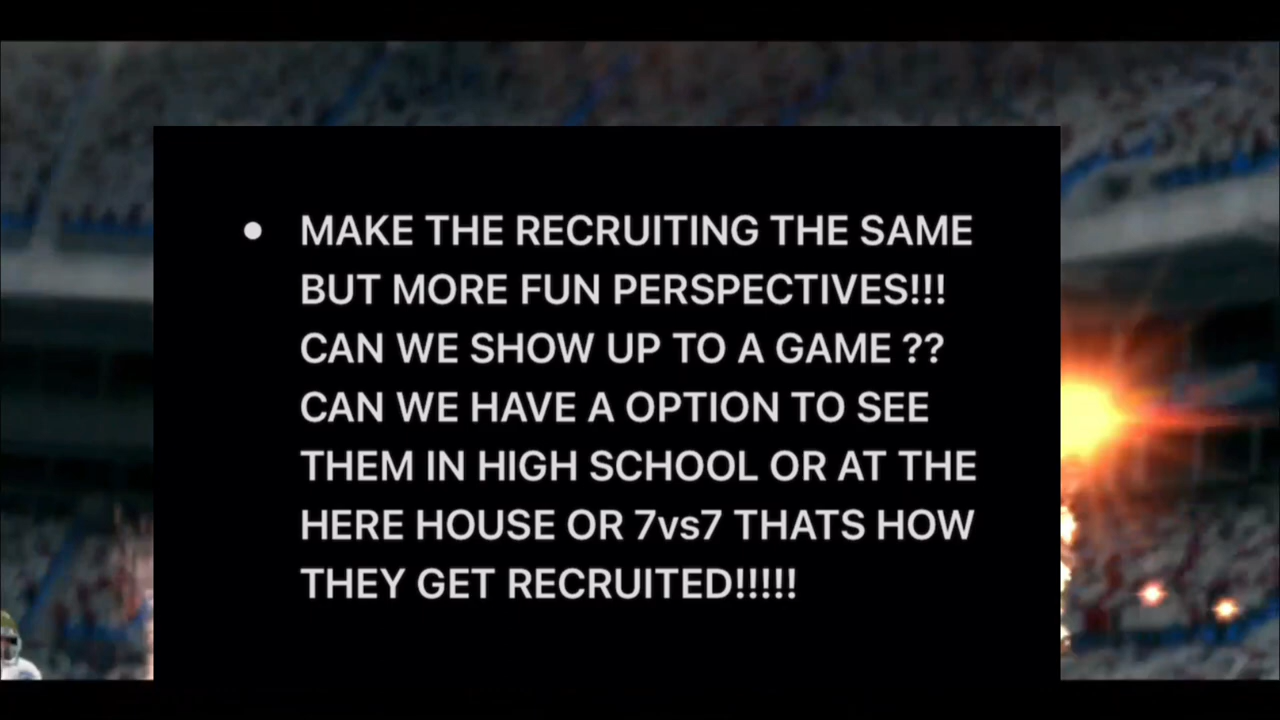 • MAKE THE RECRUITING THE SAME
BUT MORE FUN PERSPECTIVES!!!
CAN WE SHOW UP TO A GAME ??
CAN WE HAVE A OPTION TO SEE
THEM IN HIGH SCHOOL OR AT THE
HERE HOUSE OR 7vs7 THATS HOW
THEY GET RECRUITED!!!!!